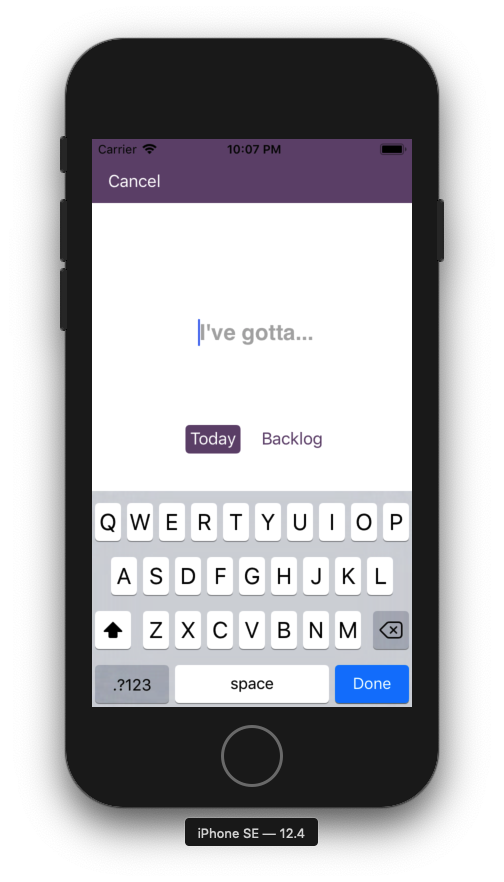 Carrier 10:07 PM
Cancel
I've gotta...
Today Backlog
Q W E R T Y U I O P
A S D F G H J K L
Z X C V B N M
.?123 space Done
iPhone SE — 12.4